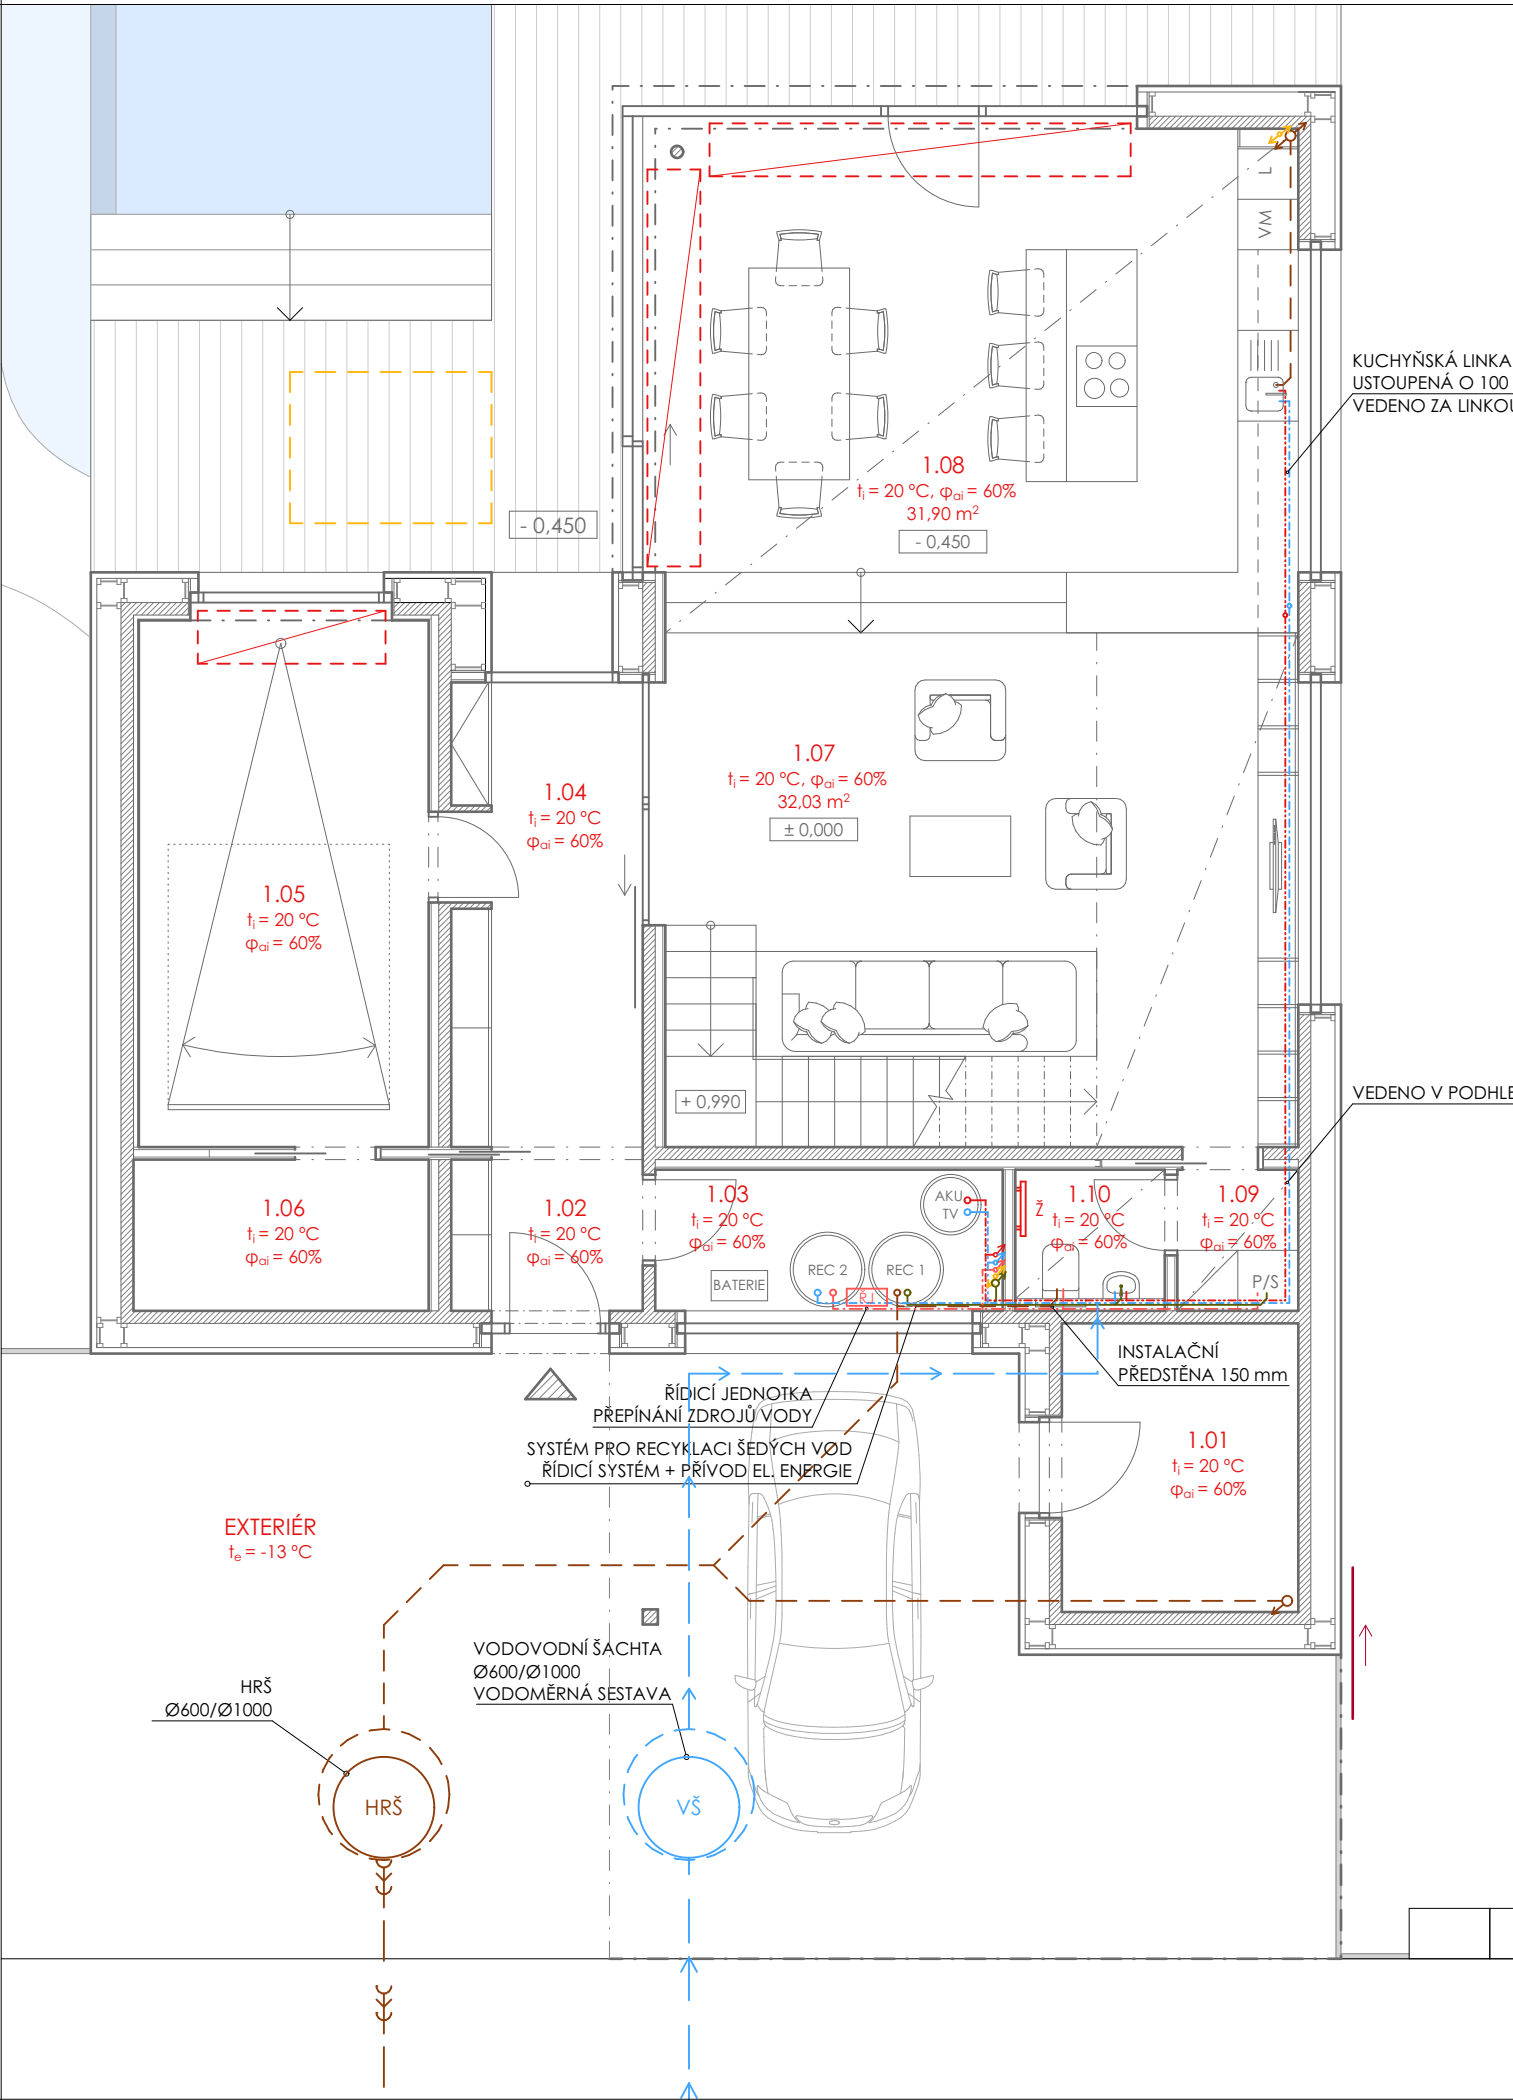 L
VM
KUCHYŇSKÁ LINKA
USTOUPENÁ O 100
VEDENO ZA LINKOU
1.08
tᵢ = 20 °C, φₐᵢ = 60%
31,90 m²
- 0,450
- 0,450
1.07
tᵢ = 20 °C, φₐᵢ = 60%
32,03 m²
± 0,000
1.04
tᵢ = 20 °C
φₐᵢ = 60%
1.05
tᵢ = 20 °C
φₐᵢ = 60%
+ 0,990
VEDENO V PODHLE
1.06
tᵢ = 20 °C
φₐᵢ = 60%
1.02
tᵢ = 20 °C
φₐᵢ = 60%
1.03
tᵢ = 20 °C
φₐᵢ = 60%
AKU
TV
REC 2
REC 1
BATERIE
ŘJ
Ž
1.10
tᵢ = 20 °C
φₐᵢ = 60%
1.09
tᵢ = 20 °C
φₐᵢ = 60%
P/S
INSTALAČNÍ
PŘEDSTĚNA 150 mm
ŘÍDICÍ JEDNOTKA
PŘEPÍNÁNÍ ZDROJŮ VODY
SYSTÉM PRO RECYKLACI ŠEDÝCH VOD
ŘÍDICÍ SYSTÉM + PŘÍVOD EL. ENERGIE
1.01
tᵢ = 20 °C
φₐᵢ = 60%
EXTERIÉR
tₑ = -13 °C
VODOVODNÍ ŠACHTA
Ø600/Ø1000
VODOMĚRNÁ SESTAVA
HRŠ
Ø600/Ø1000
HRŠ
VŠ